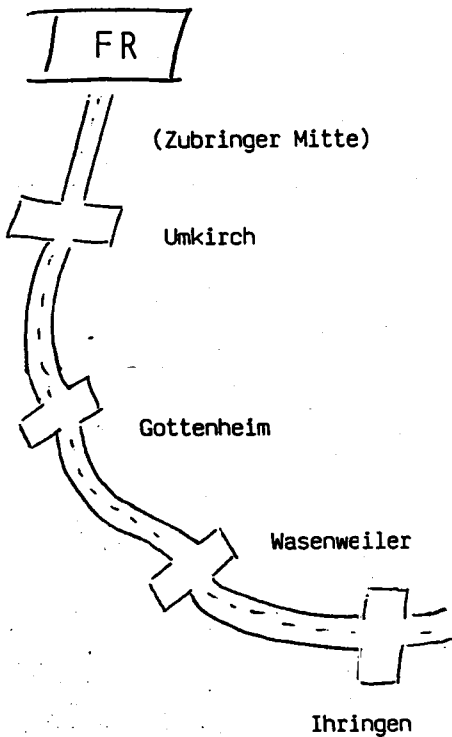 FR
(Zubringer Mitte)
Umkirch
Gottenheim
Wasenweiler
Ihringen